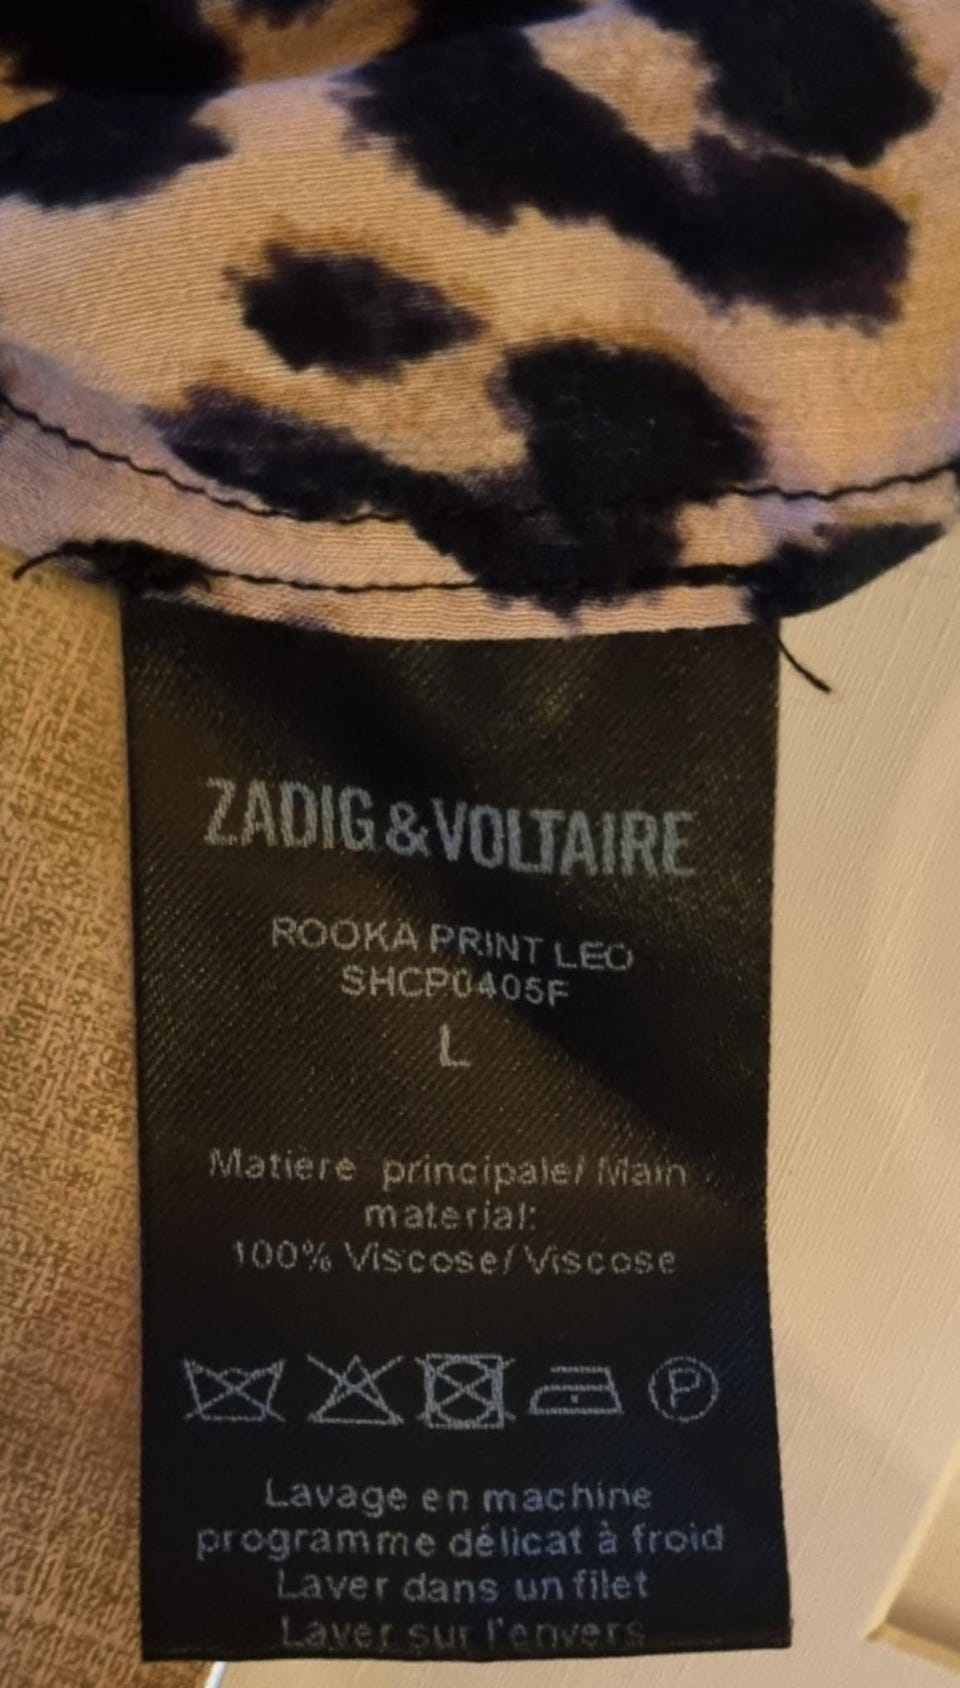 ZADIG&VOLTAIRE
ROOKA PRINT LEO
SHCP0405F
L
Matière principale/ Main
material:
100% Viscose/ Viscose
P
Lavage en machine
programme délicat à froid
Laver dans un filet
Laver sur l'envers